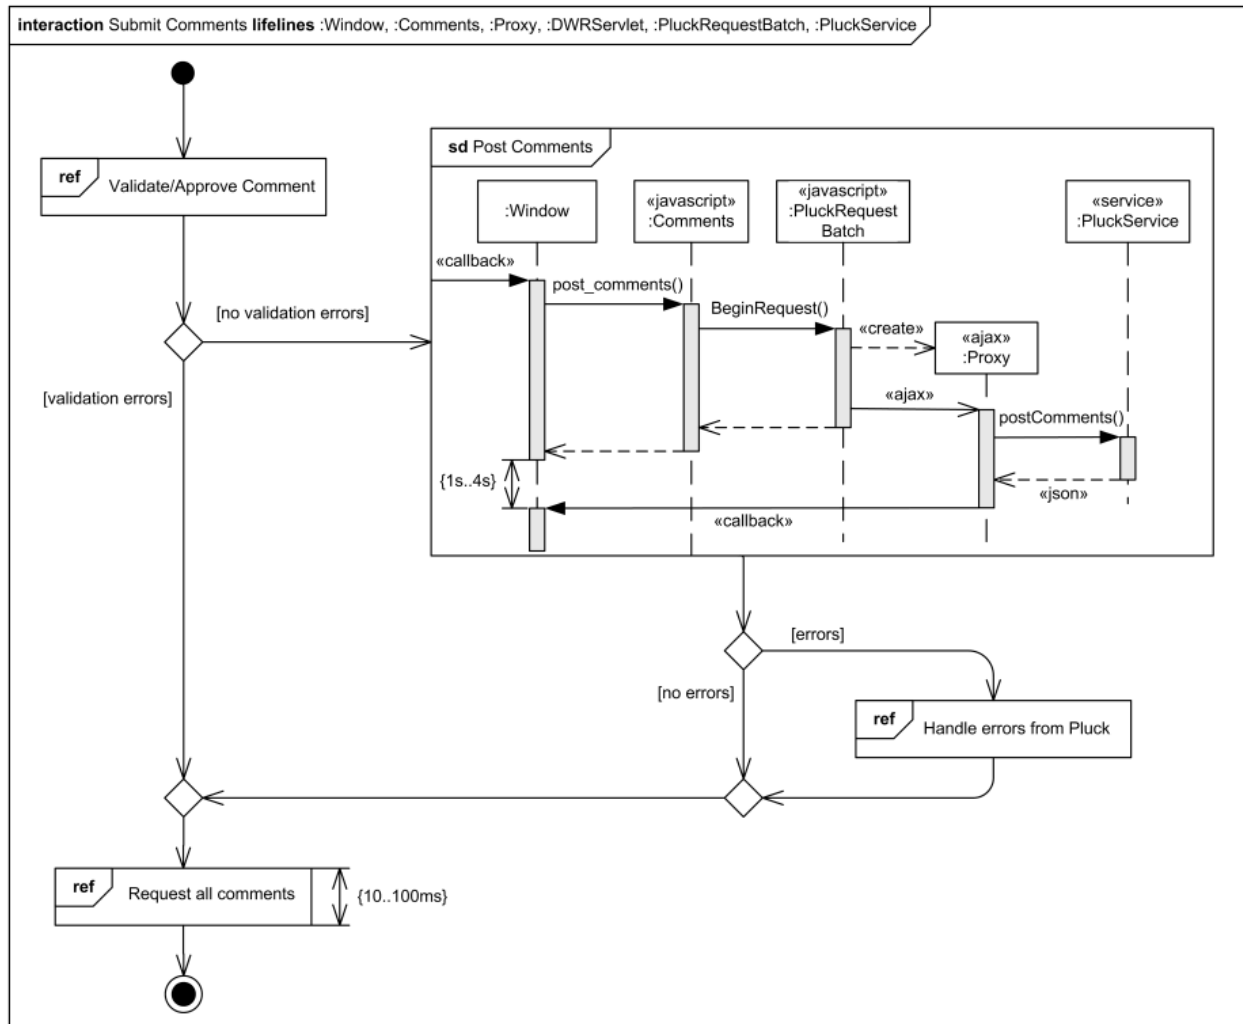 interaction Submit Comments lifelines :Window, :Comments, :Proxy, :DWRServlet, :PluckRequestBatch, :PluckService
ref
Validate/Approve Comment
[no validation errors]
[validation errors]
sd Post Comments
:Window
«javascript»
:Comments
«javascript»
:PluckRequest
Batch
«service»
:PluckService
«callback»
post_comments()
BeginRequest()
«create»
«ajax»
:Proxy
«ajax»
postComments()
{1s..4s}
«json»
«callback»
[errors]
[no errors]
ref
Handle errors from Pluck
ref
Request all comments
{10..100ms}